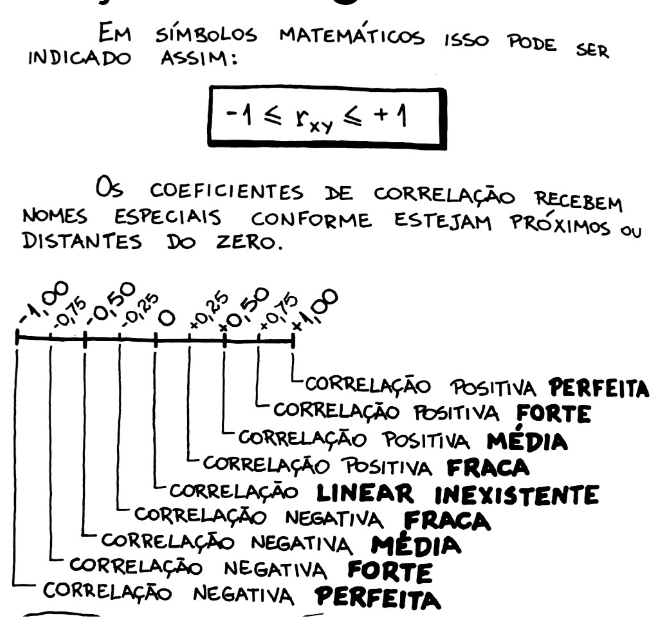 EM SÍMBOLOS MATEMÁTICOS ISSO PODE SER
INDICADO ASSIM:
-1 ⩽ rxy ⩽ +1
OS COEFICIENTES DE CORRELAÇÃO RECEBEM
NOMES ESPECIAIS CONFORME ESTEJAM PRÓXIMOS OU
DISTANTES DO ZERO.
-1,00 -0,75 -0,50 -0,25 0 +0,25 +0,50 +0,75 +1,00
CORRELAÇÃO POSITIVA PERFEITA
CORRELAÇÃO POSITIVA FORTE
CORRELAÇÃO POSITIVA MÉDIA
CORRELAÇÃO POSITIVA FRACA
CORRELAÇÃO LINEAR INEXISTENTE
CORRELAÇÃO NEGATIVA FRACA
CORRELAÇÃO NEGATIVA MÉDIA
CORRELAÇÃO NEGATIVA FORTE
CORRELAÇÃO NEGATIVA PERFEITA